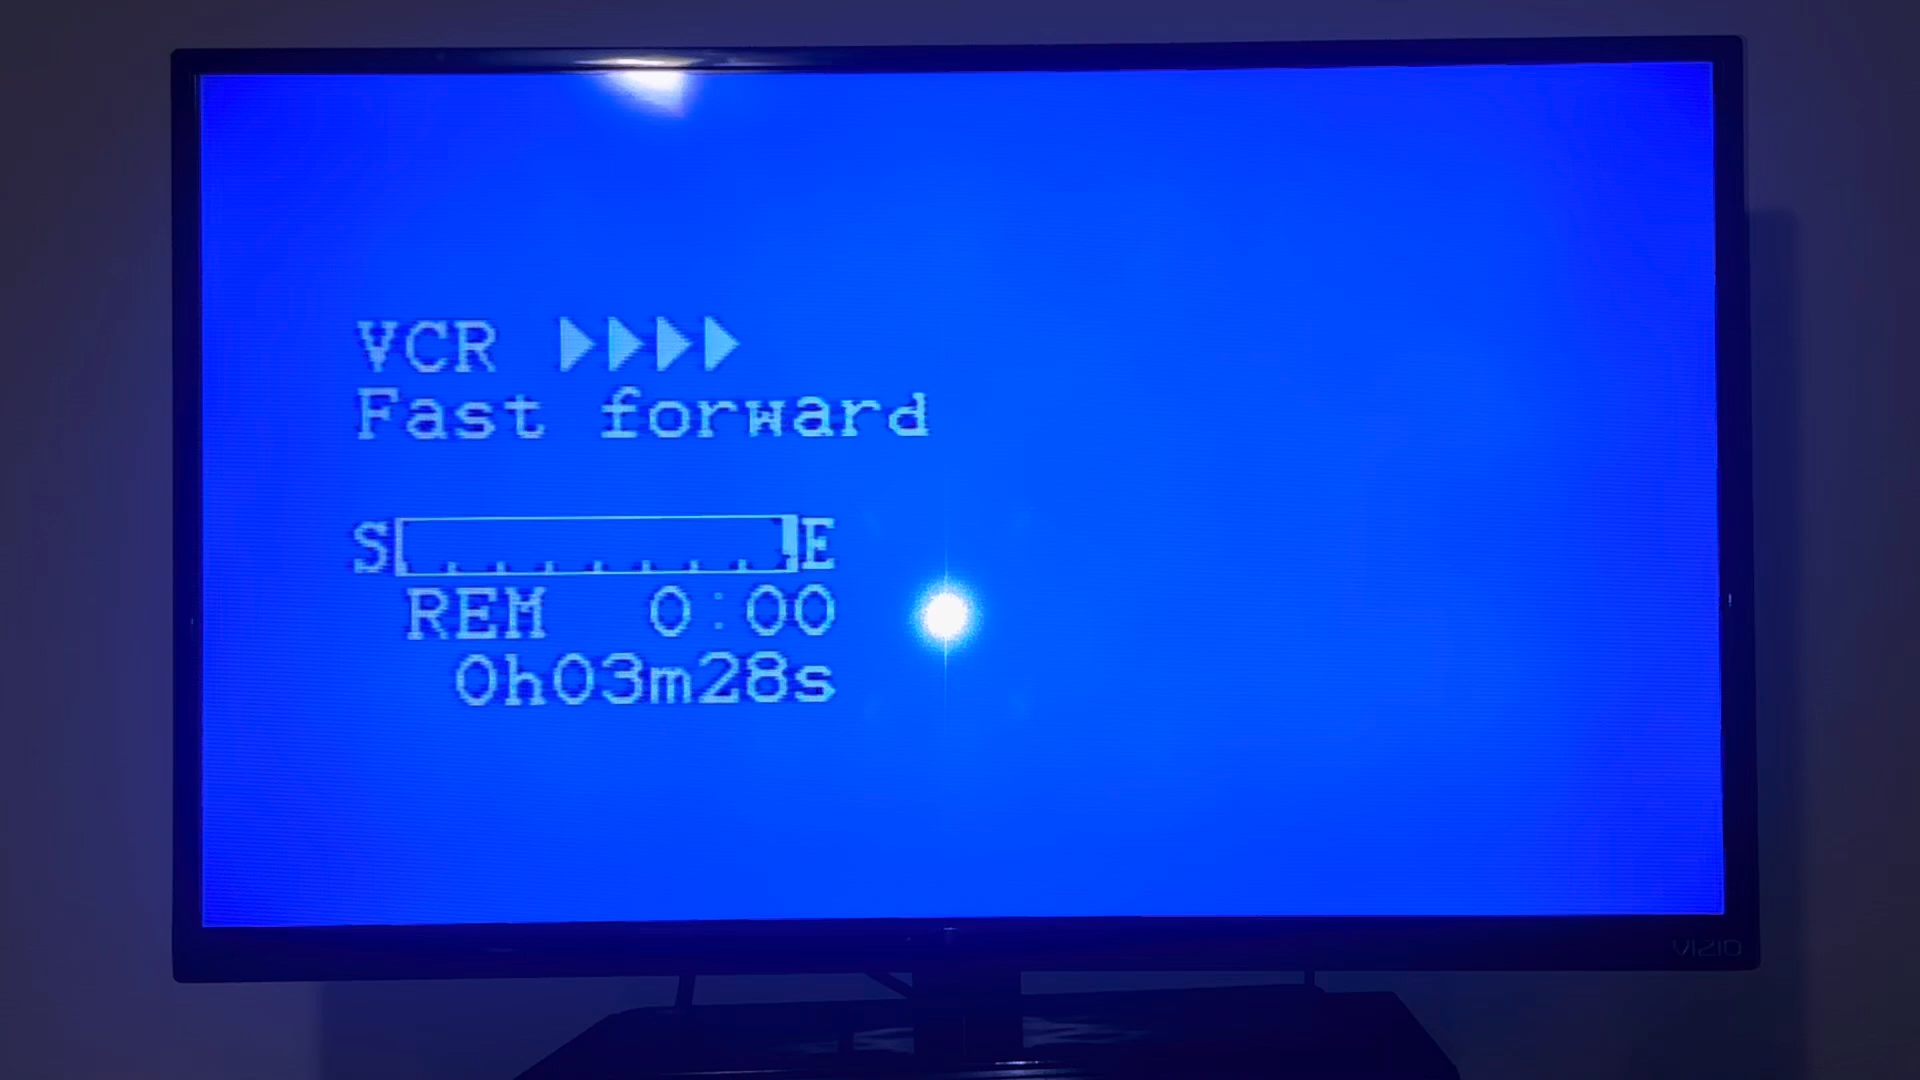 VCR ▶▶▶▶
Fast forward
S E
REM 0:00
0h03m28s
VIZIO